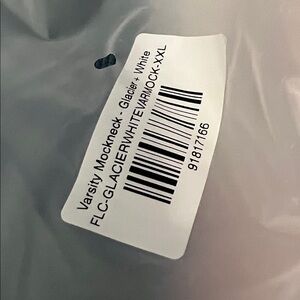 Varsity Mockneck - Glacier + White
FLC-GLACIERWHITEVARMOCK-XXL
91817166